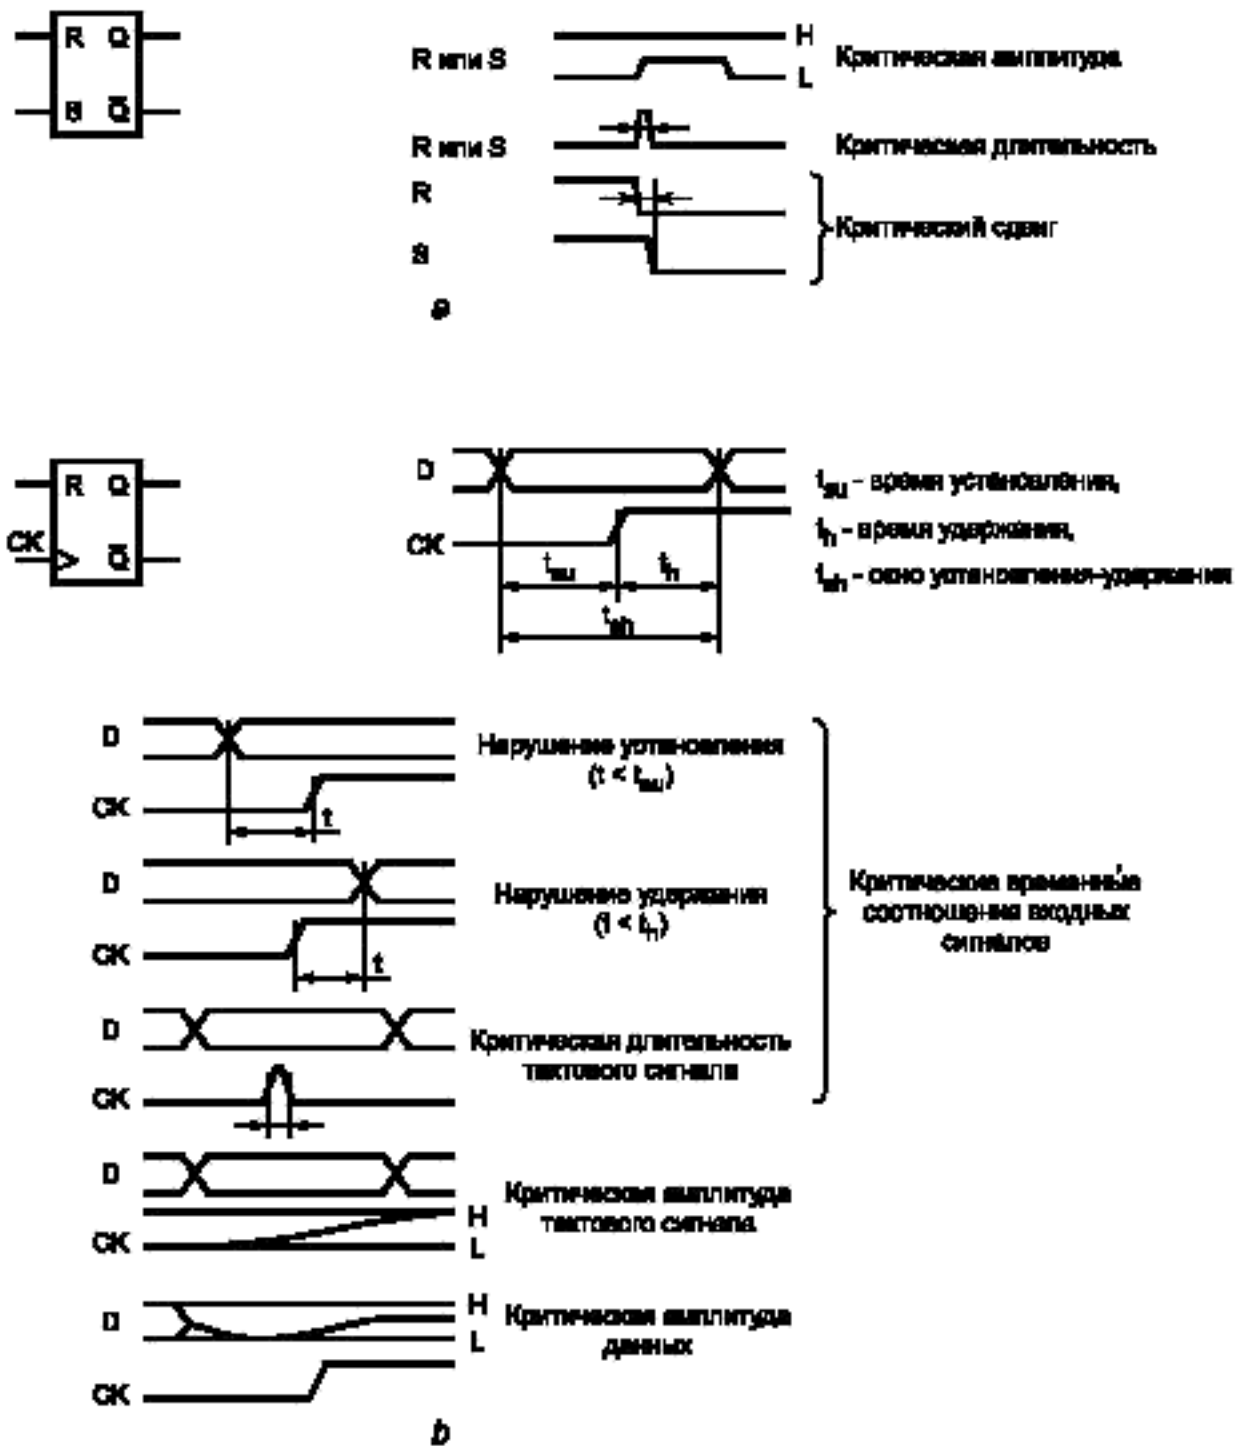 R Q
S Q̅
R или S
H
L
Критическая амплитуда
R или S
Критическая длительность
R
S
Критический сдвиг
a
R Q
CK
Q̅
D
CK
t_su
t_h
t_sh
t_su - время установления,
t_h - время удержания,
t_sh - окно установления-удержания
D
CK
t
Нарушение установления
(t < t_su)
D
CK
t
Нарушение удержания
(t < t_h)
D
CK
Критическая длительность
тактового сигнала
Критические временные
соотношения входных
сигналов
D
CK
H
L
Критическая амплитуда
тактового сигнала
D
H
L
CK
Критическая амплитуда
данных
b